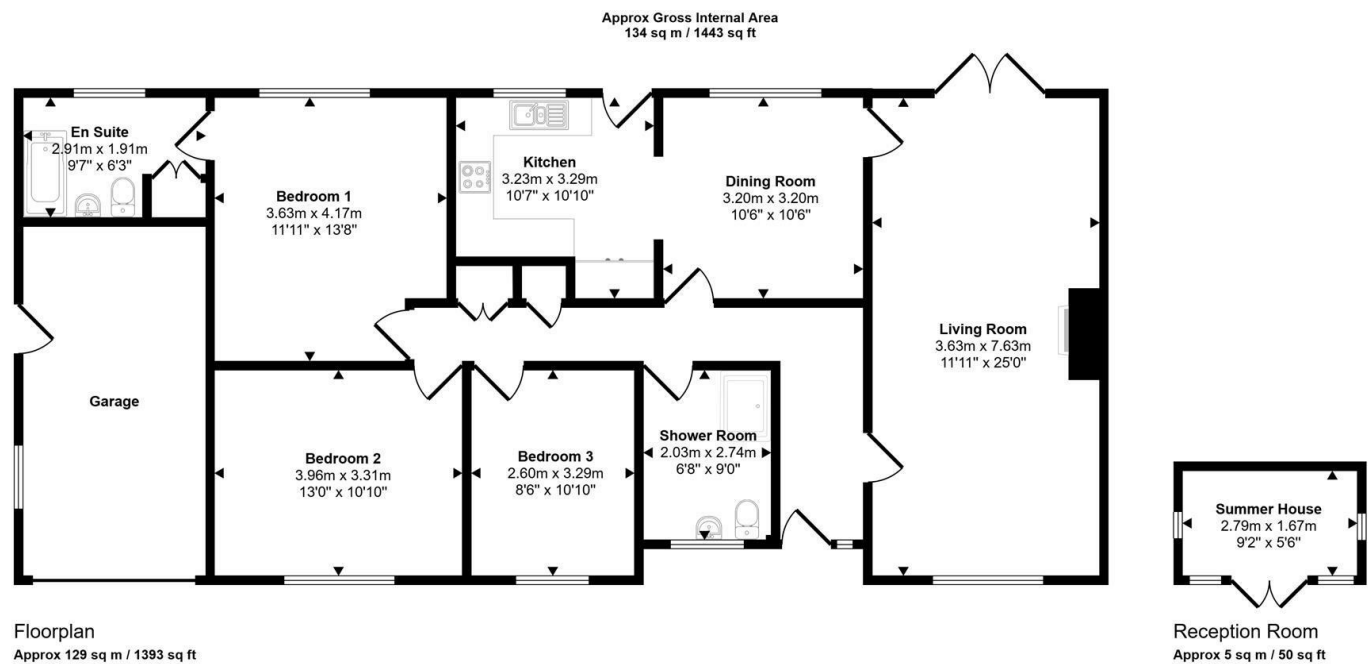 Approx Gross Internal Area
134 sq m / 1443 sq ft
En Suite
2.91m x 1.91m
9'7" x 6'3"
Bedroom 1
3.63m x 4.17m
11'11" x 13'8"
Kitchen
3.23m x 3.29m
10'7" x 10'10"
Dining Room
3.20m x 3.20m
10'6" x 10'6"
Living Room
3.63m x 7.63m
11'11" x 25'0"
Garage
Bedroom 2
3.96m x 3.31m
13'0" x 10'10"
Bedroom 3
2.60m x 3.29m
8'6" x 10'10"
Shower Room
2.03m x 2.74m
6'8" x 9'0"
Summer House
2.79m x 1.67m
9'2" x 5'6"
Floorplan
Approx 129 sq m / 1393 sq ft
Reception Room
Approx 5 sq m / 50 sq ft